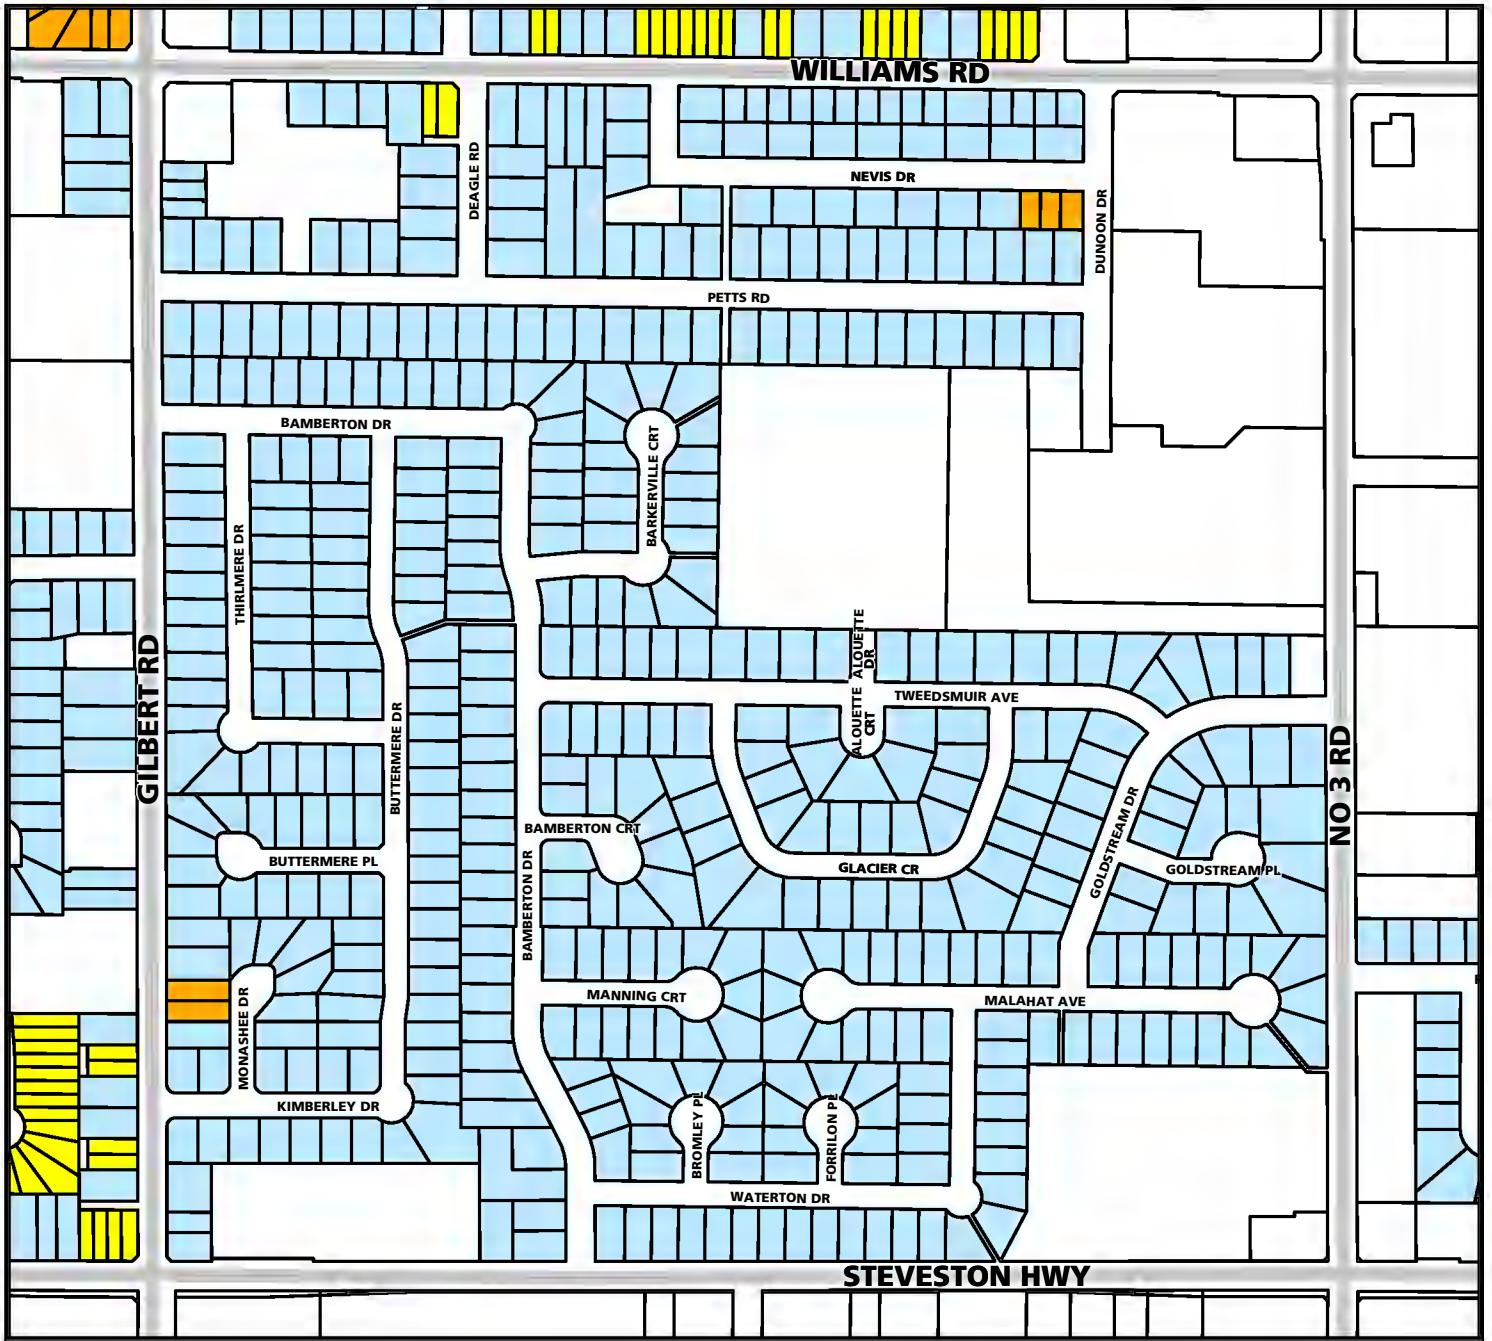 WILLIAMS RD
DEAGLE RD
NEVIS DR
DUNOON DR
PETTS RD
BAMBERTON DR
BARKERVILLE CRT
THIRLMERE DR
GILBERT RD
ALOUETTE
DR
ALOUETTE
CRT
TWEEDSMUIR AVE
BUTTERMERE DR
NO 3 RD
GOLDSTREAM DR
BAMBERTON CRT
BAMBERTON DR
BUTTERMERE PL
GLACIER CR
GOLDSTREAM PL
MANNING CRT
MALAHAT AVE
MONASHEE DR
KIMBERLEY DR
BROMLEY PL
FORRILON PL
WATERTON DR
STEVESTON HWY